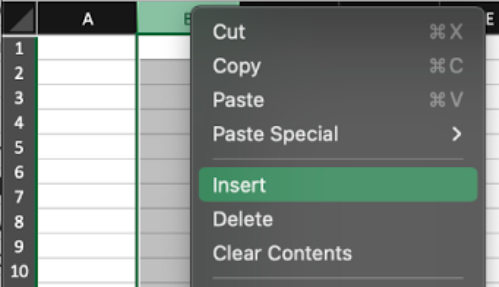 A B E
1
2
3
4
5
6
7
8
9
10
Cut ⌘X
Copy ⌘C
Paste ⌘V
Paste Special >
Insert
Delete
Clear Contents